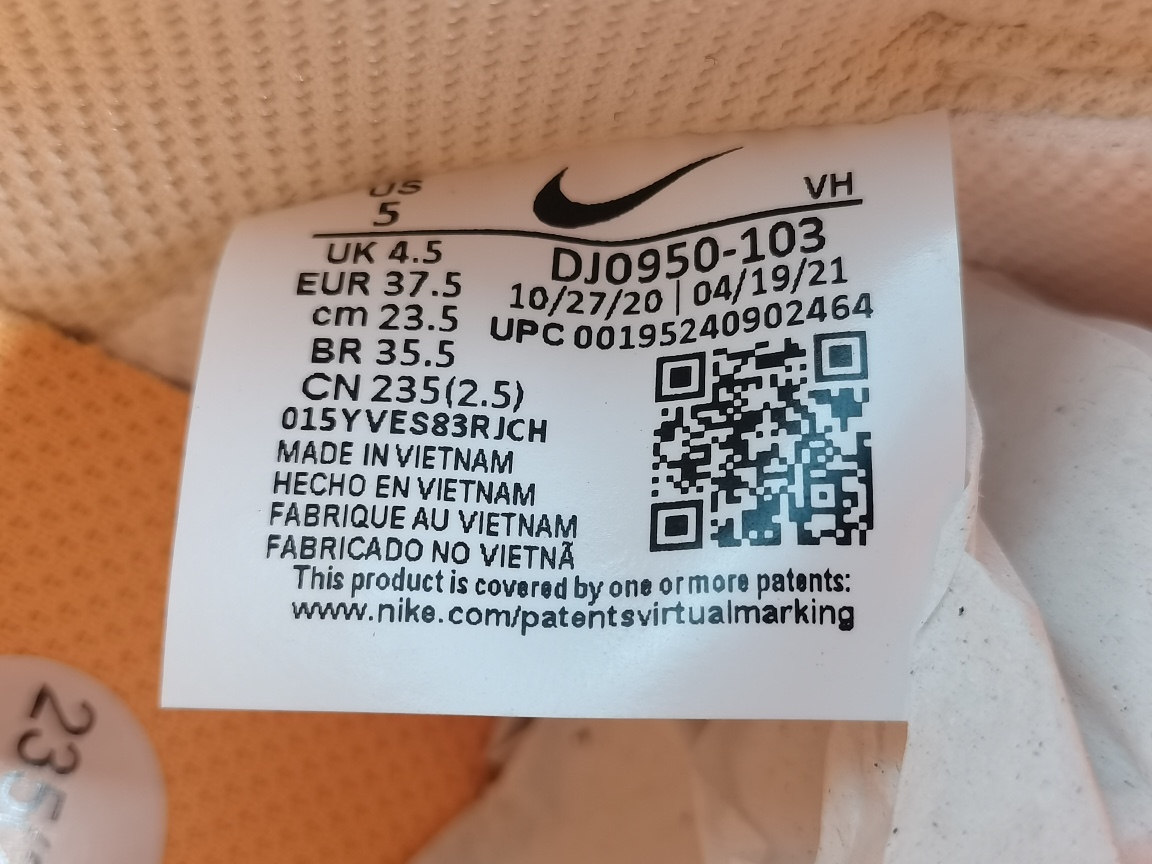 US
5
VH
UK 4.5
EUR 37.5
cm 23.5
BR 35.5
CN 235(2.5)
015YVES83RJCH
MADE IN VIETNAM
HECHO EN VIETNAM
FABRIQUE AU VIETNAM
FABRICADO NO VIETNÃ
DJ0950-103
10/27/20 | 04/19/21
UPC 00195240902464
This product is covered by one or more patents:
www.nike.com/patentsvirtualmarking
235